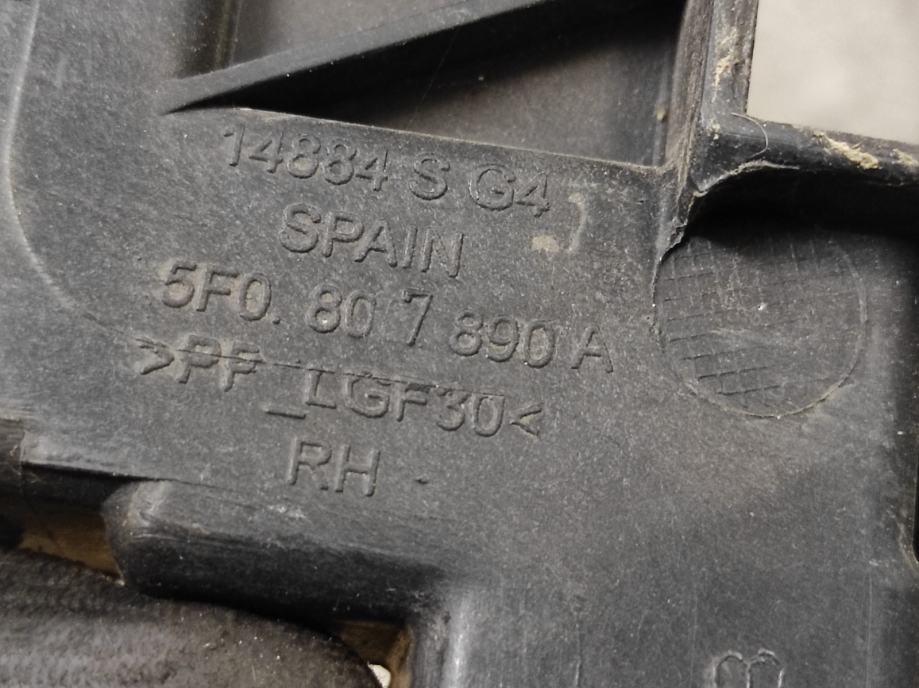 14884 S G4
SPAIN
5F0. 80 7 890 A
>PP_LGF30<
RH